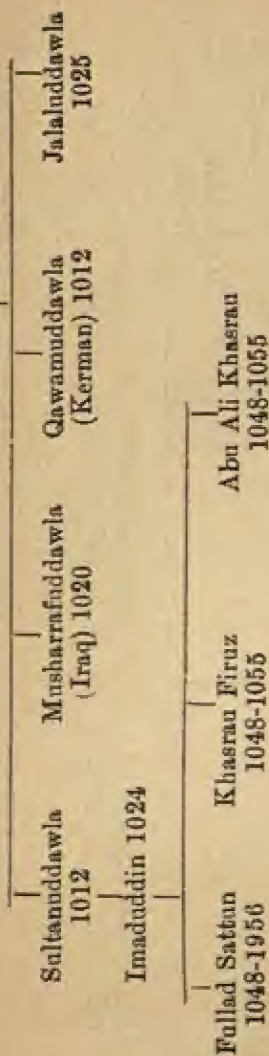 Sultanuddawla
1012
Musharrafuddawla
(Iraq) 1020
Qawamuddawla
(Kerman) 1012
Jalaluddawla
1025
Imaduddin 1024
Fullad Sattun
1048-1956
Khasrau Firuz
1048-1055
Abu Ali Khasrau
1048-1055